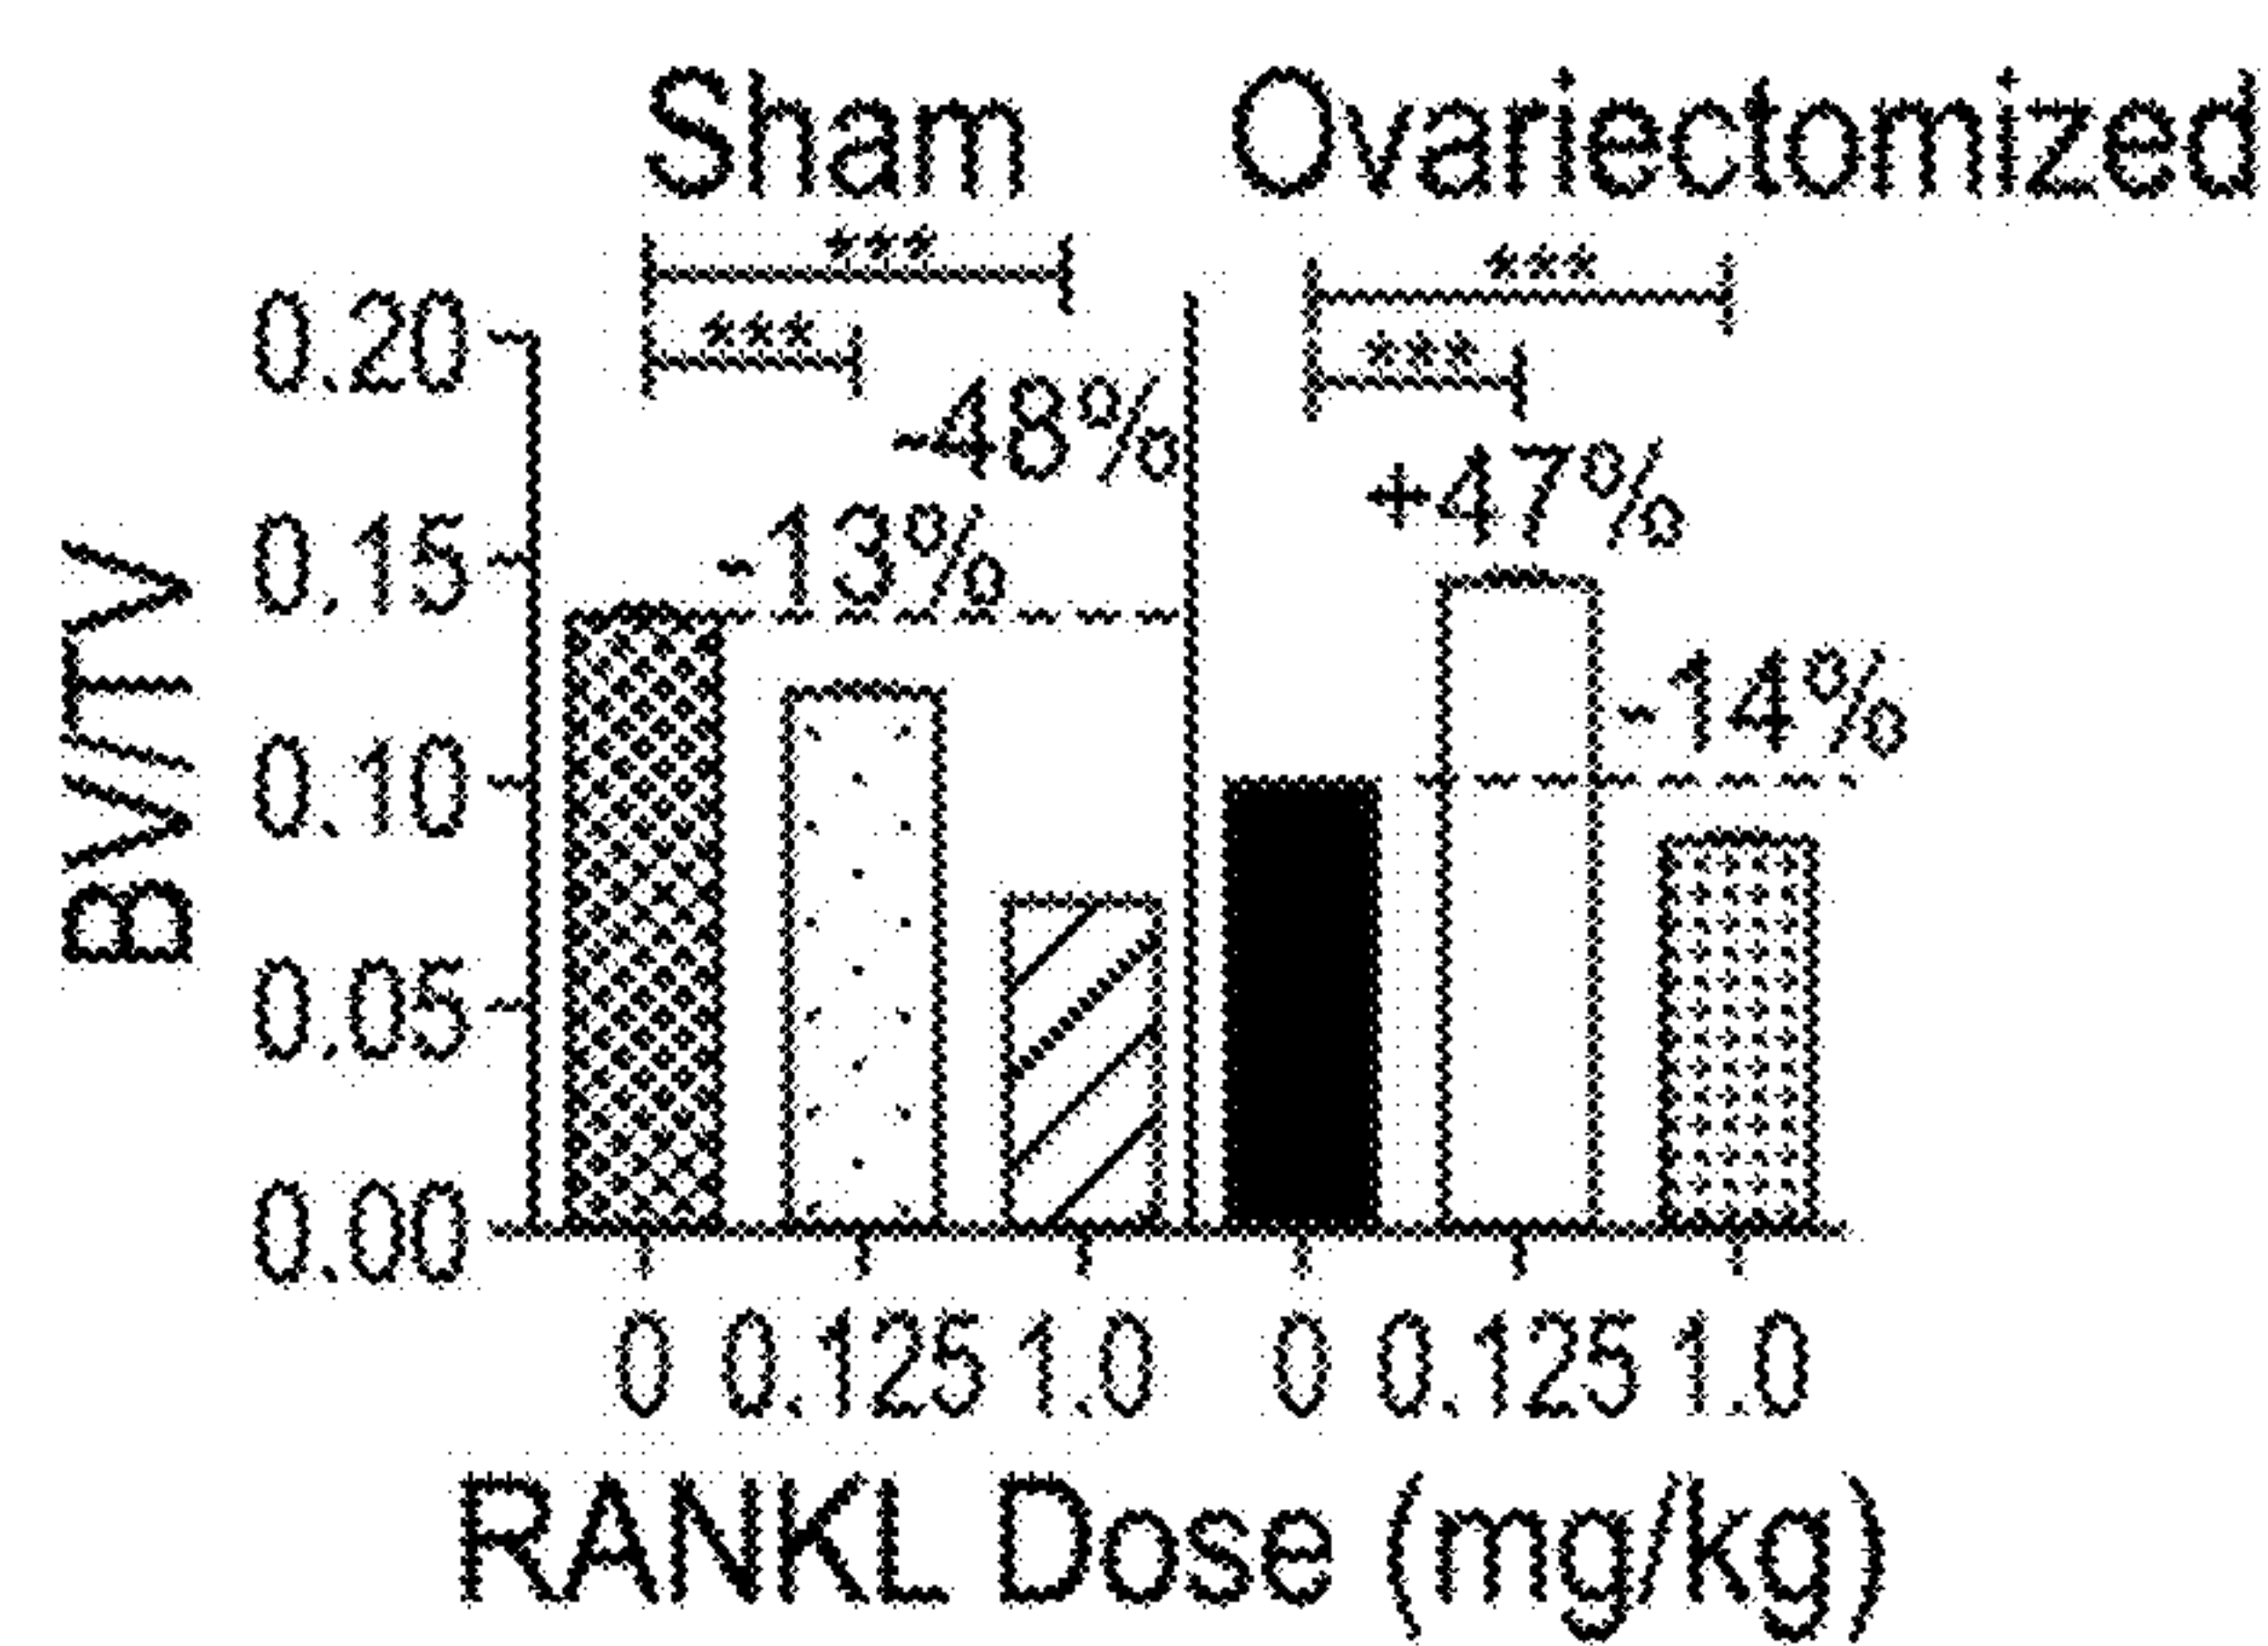 Sham Ovariectomized
*** ***
*** ***
0.20
-48%
+47%
0.15
-13%
-14%
0.10
0.05
0.00
BV/TV
0 0.125 1.0 0 0.125 1.0
RANKL Dose (mg/kg)